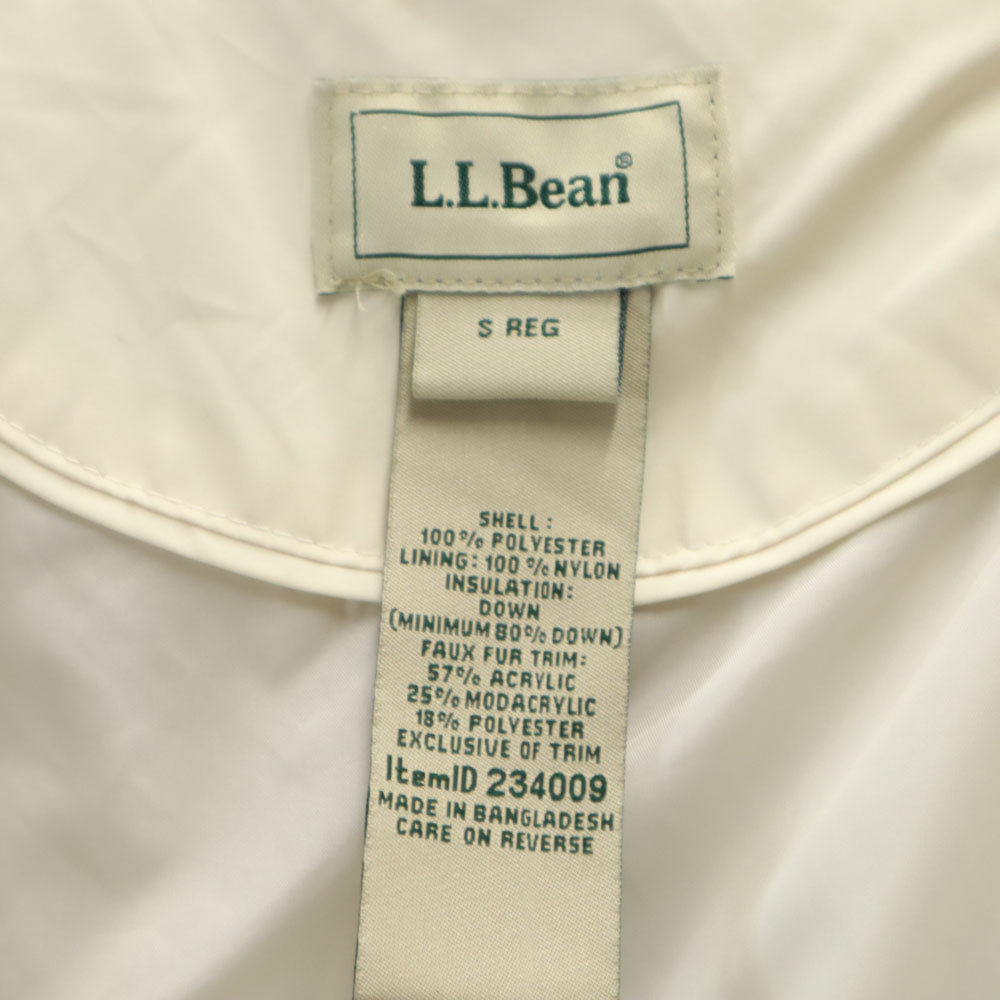 L.L.Bean®
S REG
SHELL:
100% POLYESTER
LINING: 100% NYLON
INSULATION:
DOWN
(MINIMUM 80% DOWN)
FAUX FUR TRIM:
57% ACRYLIC
25% MODACRYLIC
18% POLYESTER
EXCLUSIVE OF TRIM
ItemID 234009
MADE IN BANGLADESH
CARE ON REVERSE